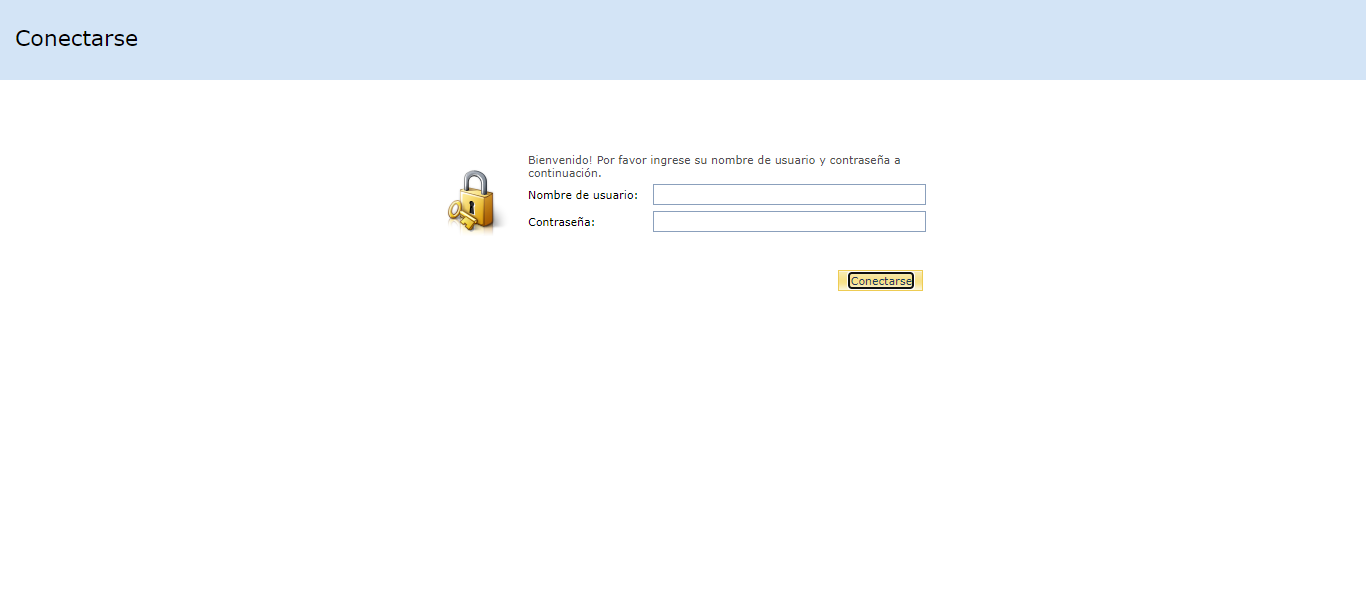 Conectarse
Bienvenido! Por favor ingrese su nombre de usuario y contraseña a
continuación.
Nombre de usuario:
Contraseña:
Conectarse